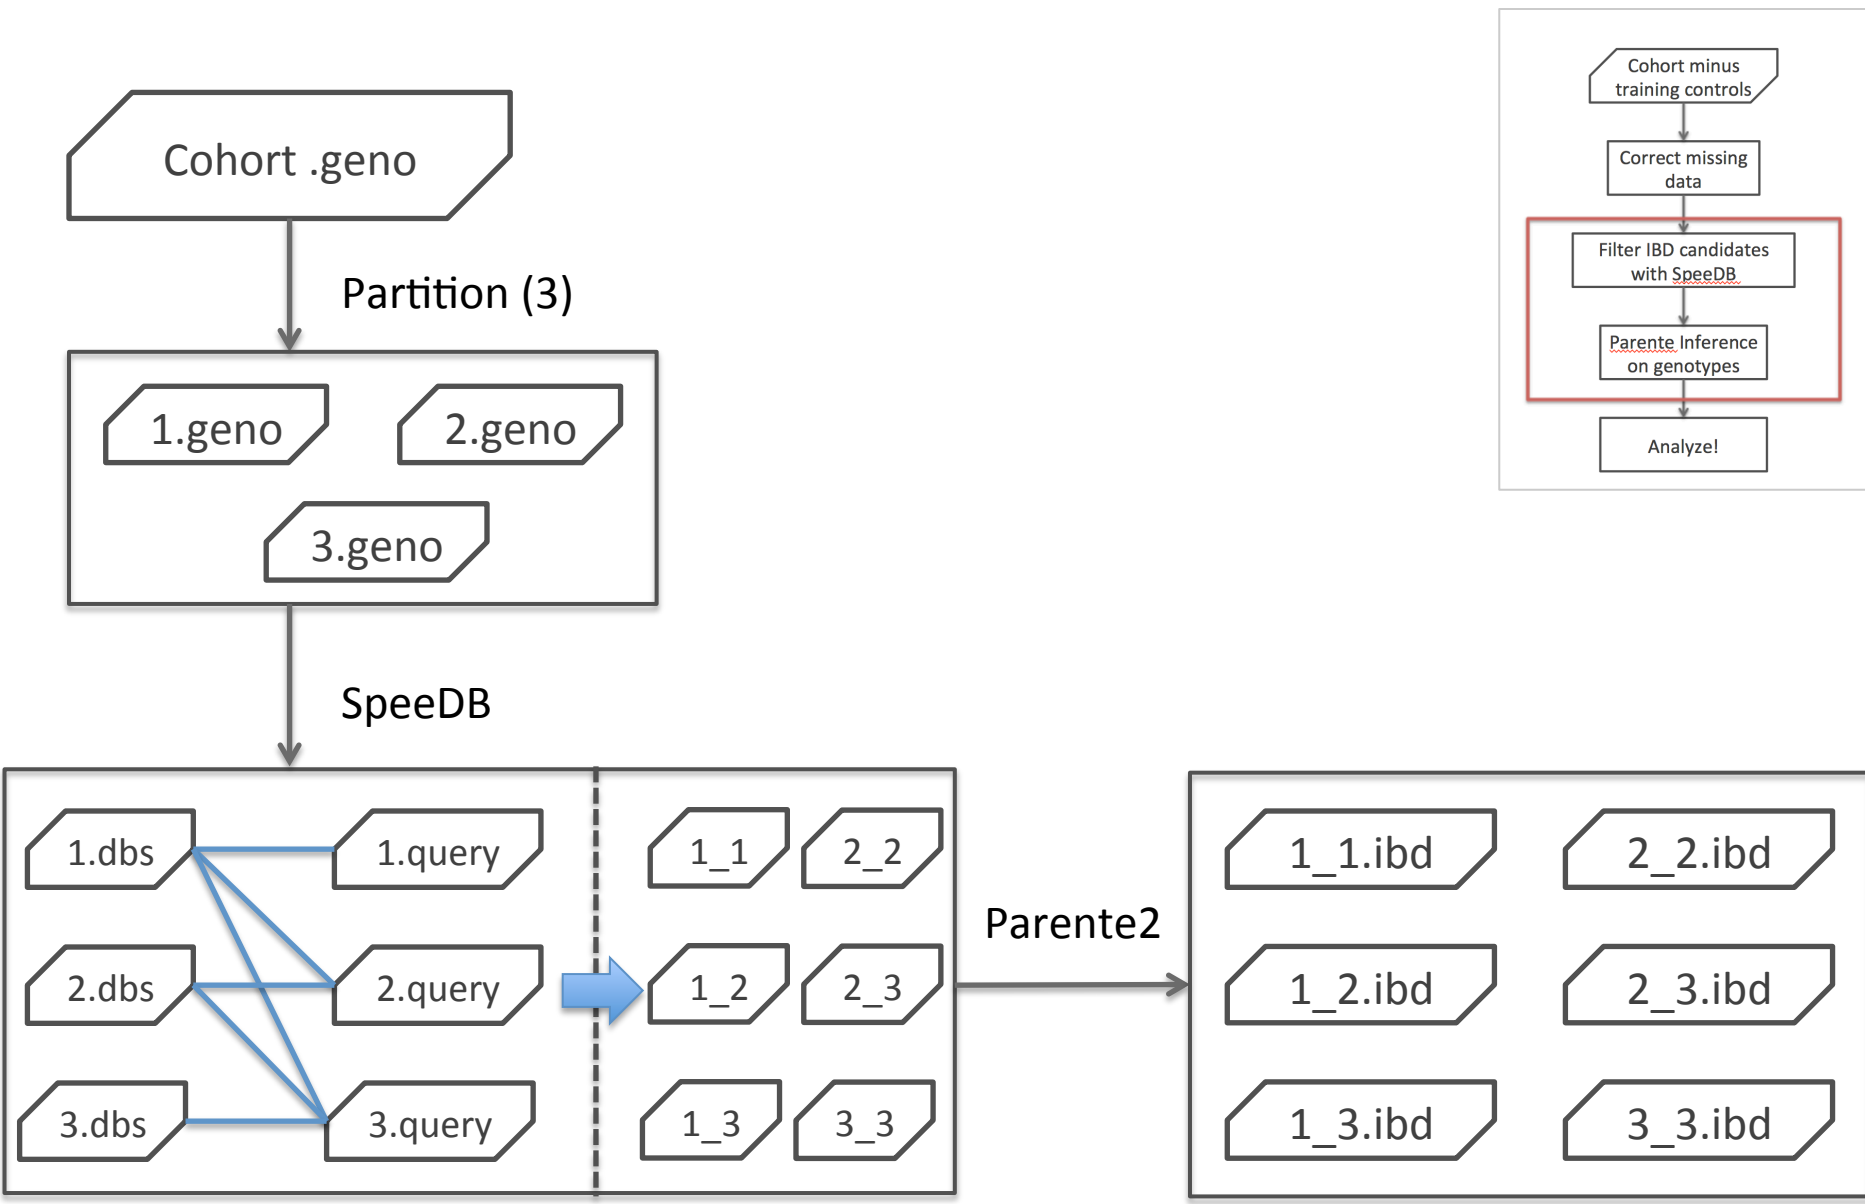 Cohort .geno
Partition (3)
1.geno
2.geno
3.geno
SpeeDB
1.dbs
1.query
2.dbs
2.query
3.dbs
3.query
1_1
2_2
1_2
2_3
1_3
3_3
Parente2
1_1.ibd
2_2.ibd
1_2.ibd
2_3.ibd
1_3.ibd
3_3.ibd
Cohort minus
training controls
Correct missing
data
Filter IBD candidates
with SpeeDB
Parente Inference
on genotypes
Analyze!